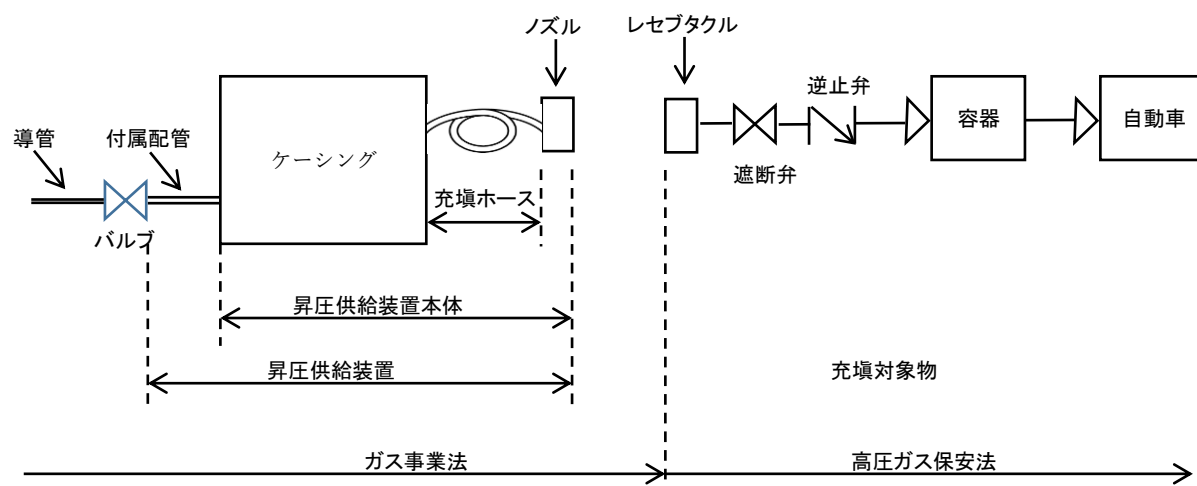 ノズル
レセブタクル
逆止弁
導管
付属配管
ケーシング
容器
自動車
遮断弁
充塡ホース
バルブ
昇圧供給装置本体
昇圧供給装置
充塡対象物
ガス事業法
高圧ガス保安法